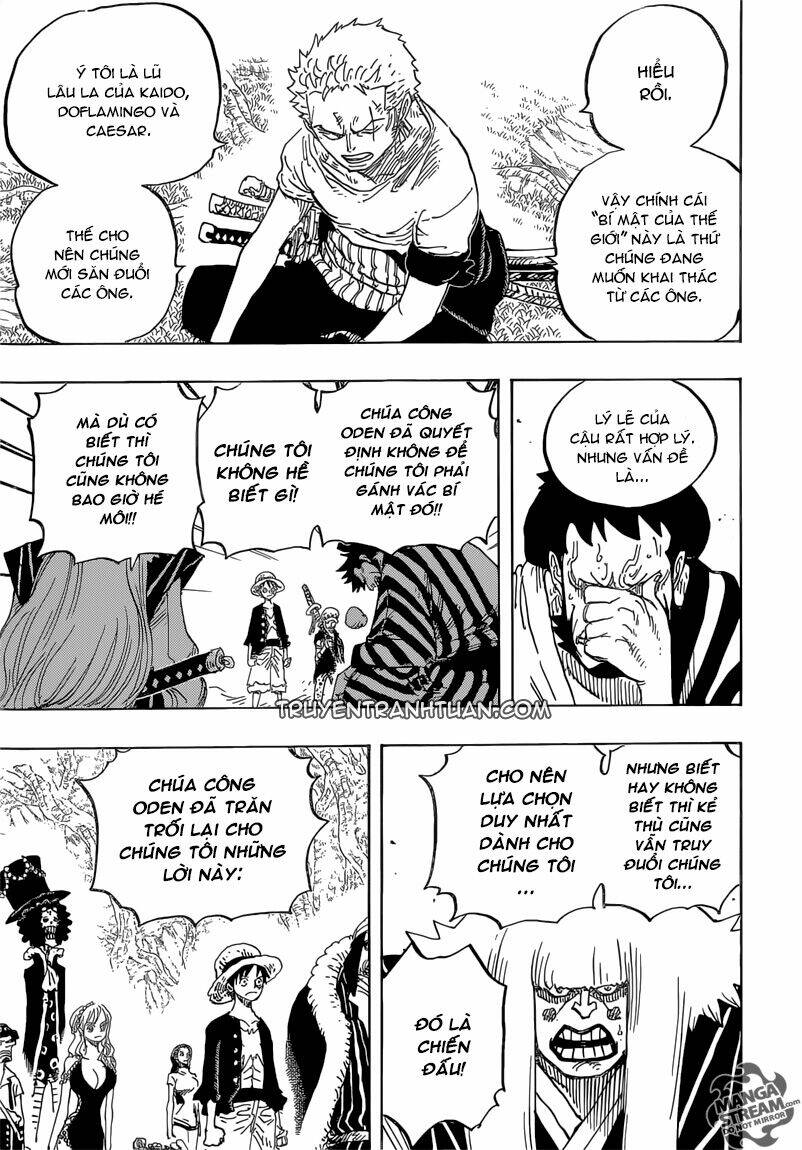 HIỂU
RỒI.
VẬY CHÍNH CÁI
"BÍ MẬT CỦA THẾ
GIỚI" NÀY LÀ THỨ
CHÚNG ĐANG
MUỐN KHAI THÁC
TỪ CÁC ÔNG.
Ý TÔI LÀ LŨ
LÂU LA CỦA KAIDO,
DOFLAMINGO VÀ
CAESAR.
THẾ CHO
NÊN CHÚNG
MỚI SĂN ĐUỔI
CÁC ÔNG.
LÝ LẼ CỦA
CẬU RẤT HỢP LÝ.
NHƯNG VẤN ĐỀ
LÀ...
CHÚA CÔNG
ODEN ĐÃ QUYẾT
ĐỊNH KHÔNG ĐỂ
CHÚNG TÔI PHẢI
GÁNH VÁC BÍ
MẬT ĐÓ!!
CHÚNG TÔI
KHÔNG HỀ
BIẾT GÌ!
MÀ DÙ CÓ
BIẾT THÌ
CHÚNG TÔI
CŨNG KHÔNG
BAO GIỜ HÉ
MÔI!!
TRUYENTRANHTUAN.COM
NHƯNG BIẾT
HAY KHÔNG
BIẾT THÌ KẺ
THÙ CŨNG
VẪN TRUY
ĐUỔI CHÚNG
TÔI...
CHO NÊN
LỰA CHỌN
DUY NHẤT
DÀNH CHO
CHÚNG TÔI
...
ĐÓ LÀ
CHIẾN
ĐẤU!
CHÚA CÔNG
ODEN ĐÃ TRĂN
TRỐI LẠI CHO
CHÚNG TÔI NHỮNG
LỜI NÀY:
MANGA
STREAM.com
DO NOT MIRROR!